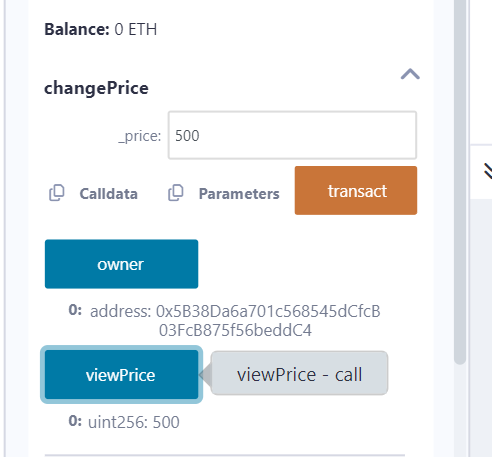 Balance: 0 ETH
changePrice
_price: 500
Calldata Parameters transact
owner
0: address: 0x5B38Da6a701c568545dCfcB
03FcB875f56beddC4
viewPrice viewPrice - call
0: uint256: 500